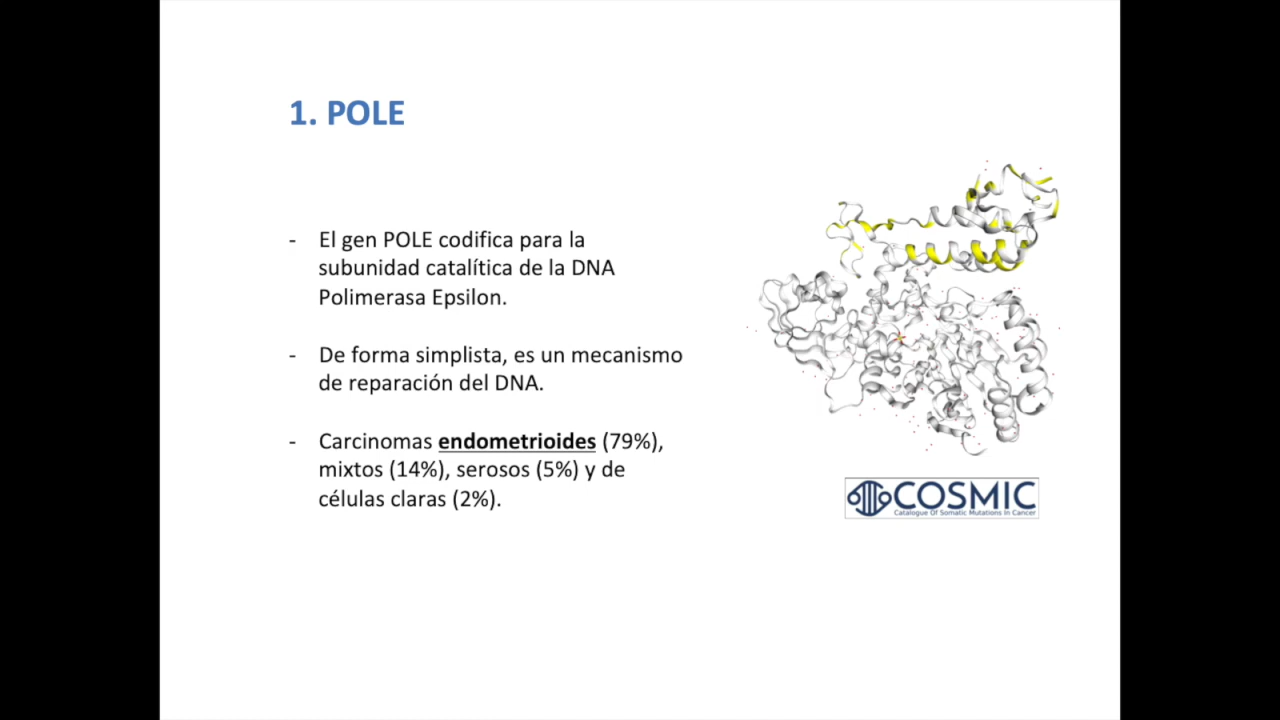 1. POLE
- El gen POLE codifica para la
subunidad catalítica de la DNA
Polimerasa Epsilon.
- De forma simplista, es un mecanismo
de reparación del DNA.
- Carcinomas endometrioides (79%),
mixtos (14%), serosos (5%) y de
células claras (2%).
COSMIC
Catalogue Of Somatic Mutations In Cancer